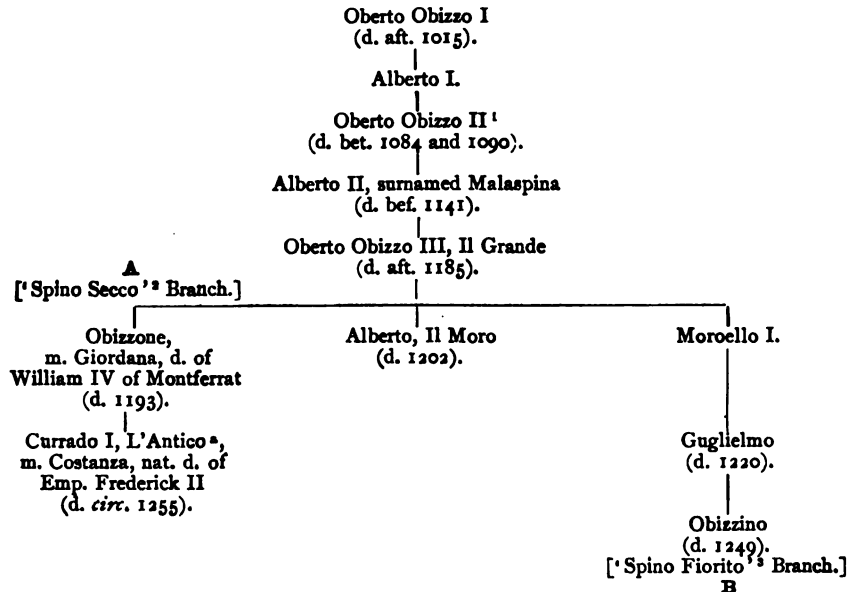 Oberto Obizzo I
(d. aft. 1015).
Alberto I.
Oberto Obizzo II¹
(d. bet. 1084 and 1090).
Alberto II, surnamed Malaspina
(d. bef. 1141).
Oberto Obizzo III, Il Grande
(d. aft. 1185).
A
[‘Spino Secco’² Branch.]
Obizzone,
m. Giordana, d. of
William IV of Montferrat
(d. 1193).
Currado I, L'Antico ª,
m. Costanza, nat. d. of
Emp. Frederick II
(d. circ. 1255).
Alberto, Il Moro
(d. 1202).
Moroello I.
Guglielmo
(d. 1220).
Obizzino
(d. 1249).
[‘Spino Fiorito’³ Branch.]
B